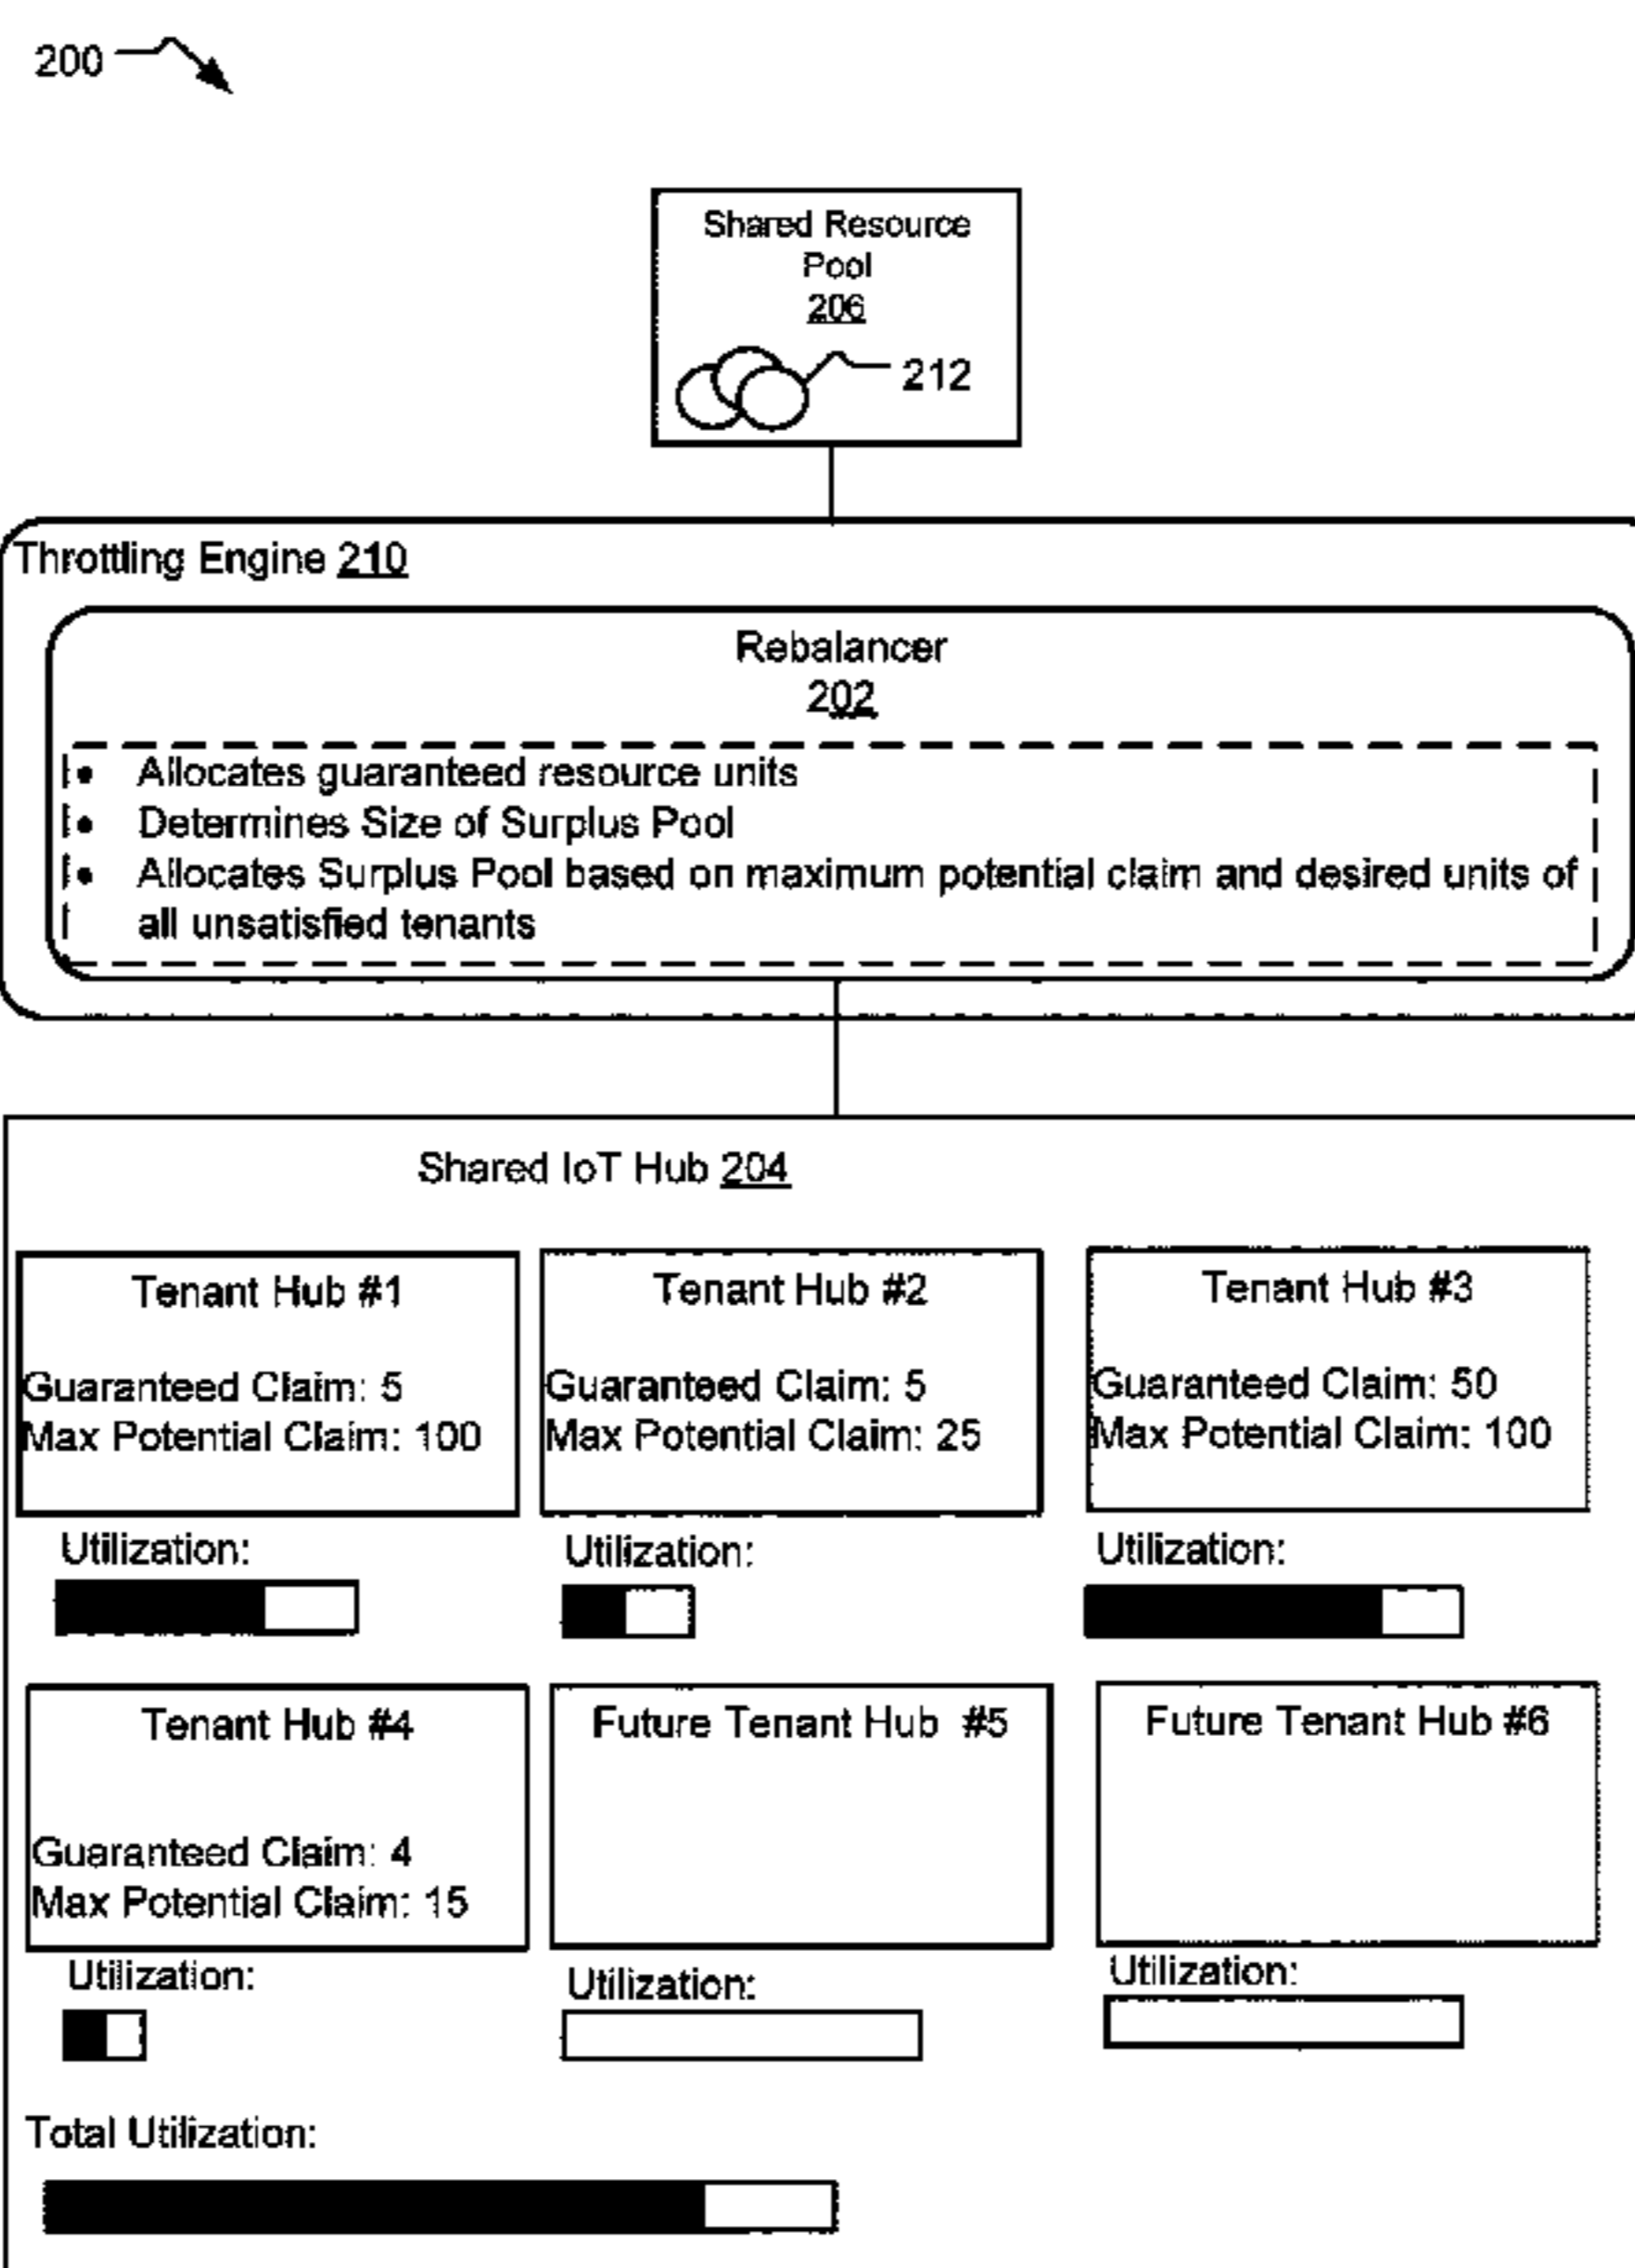 200
Shared Resource
Pool
206
212
Throttling Engine 210
Rebalancer
202
• Allocates guaranteed resource units
• Determines Size of Surplus Pool
• Allocates Surplus Pool based on maximum potential claim and desired units of
all unsatisfied tenants
Shared IoT Hub 204
Tenant Hub #1
Guaranteed Claim: 5
Max Potential Claim: 100
Utilization:
Tenant Hub #2
Guaranteed Claim: 5
Max Potential Claim: 25
Utilization:
Tenant Hub #3
Guaranteed Claim: 50
Max Potential Claim: 100
Utilization:
Tenant Hub #4
Guaranteed Claim: 4
Max Potential Claim: 15
Utilization:
Future Tenant Hub #5
Utilization:
Future Tenant Hub #6
Utilization:
Total Utilization: